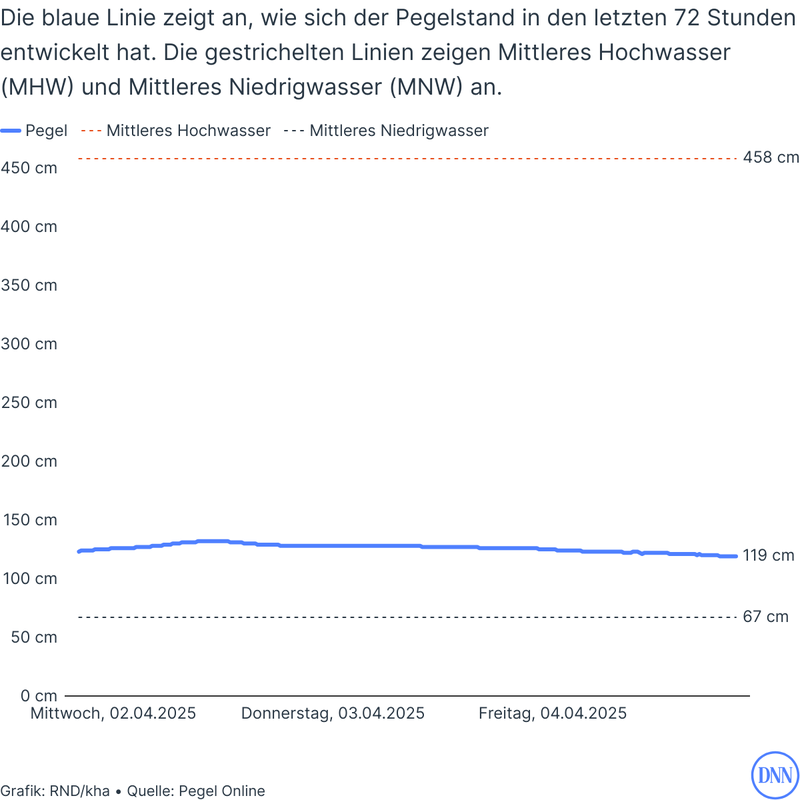 Die blaue Linie zeigt an, wie sich der Pegelstand in den letzten 72 Stunden
entwickelt hat. Die gestrichelten Linien zeigen Mittleres Hochwasser
(MHW) und Mittleres Niedrigwasser (MNW) an.
Pegel Mittleres Hochwasser Mittleres Niedrigwasser
458 cm
450 cm
400 cm
350 cm
300 cm
250 cm
200 cm
150 cm
119 cm
100 cm
67 cm
50 cm
0 cm
Mittwoch, 02.04.2025 Donnerstag, 03.04.2025 Freitag, 04.04.2025
DNN
Grafik: RND/kha • Quelle: Pegel Online